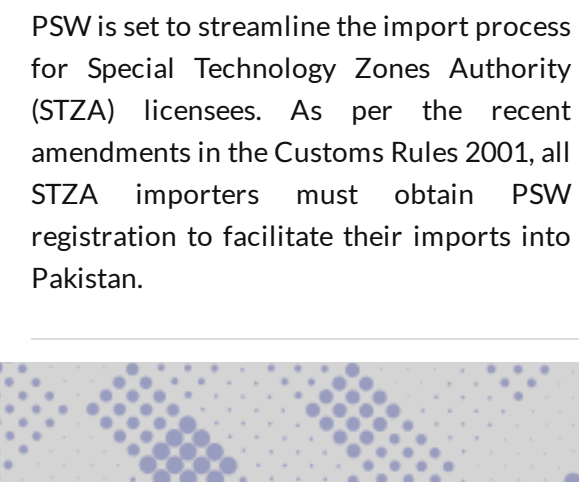 PSW is set to streamline the import process
for Special Technology Zones Authority
(STZA) licensees. As per the recent
amendments in the Customs Rules 2001, all
STZA importers must obtain PSW
registration to facilitate their imports into
Pakistan.